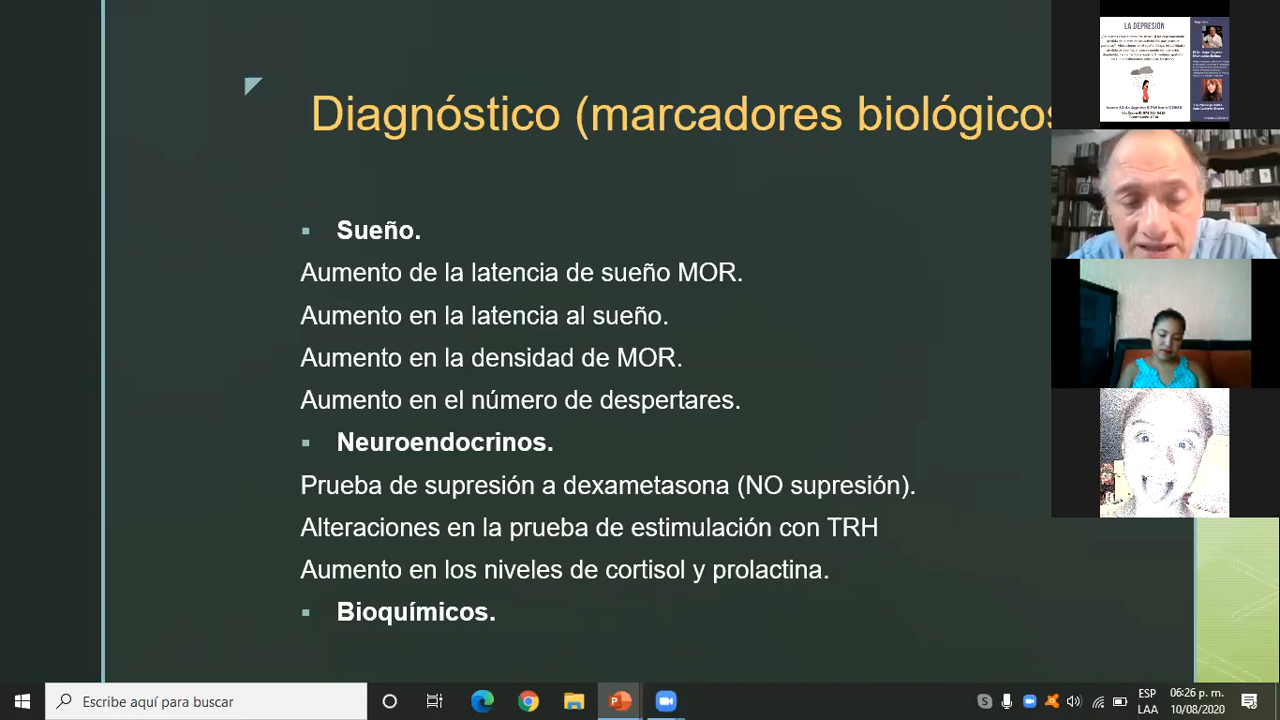 Diagnostico (marcadores biológicos
Sueño.
Aumento de la latencia de sueño MOR.
Aumento en la latencia al sueño.
Aumento en la densidad de MOR.
Aumento en el número de despertares.
Neuroendocrinos.
Prueba de supresión a dexametasona (NO supresión).
Alteraciones en la prueba de estimulación con TRH
Aumento en los niveles de cortisol y prolactina.
Bioquímicos.
LA DEPRESIÓN
Escribe aquí para buscar
ESP
LAA
06:26 p. m.
10/08/2020